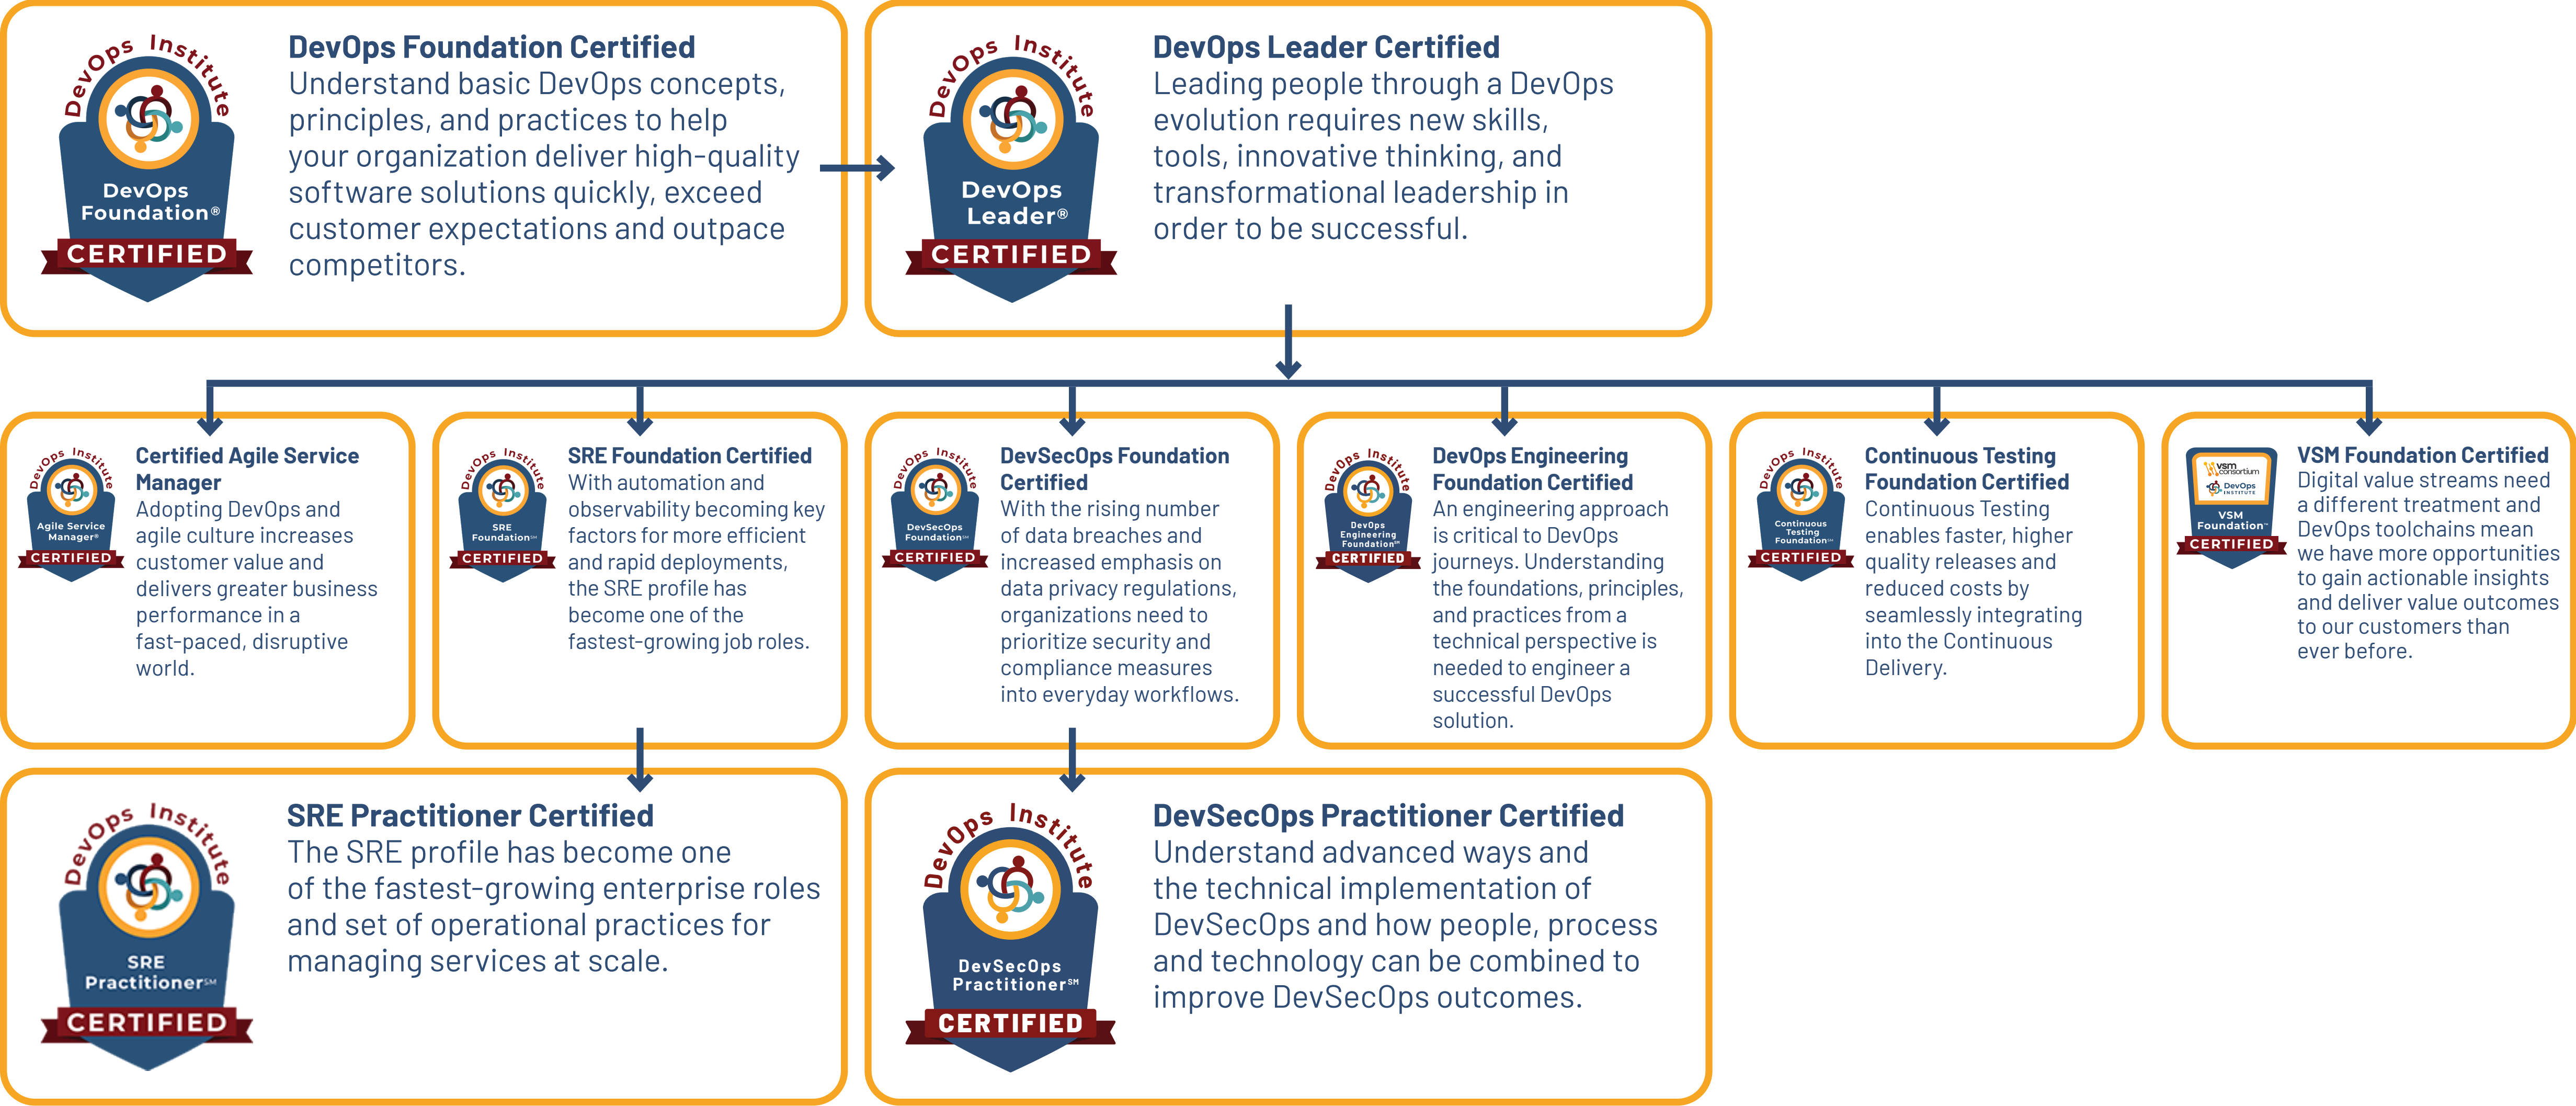 DevOps Institute
DevOps
Foundation®
CERTIFIED
DevOps Foundation Certified
Understand basic DevOps concepts,
principles, and practices to help
your organization deliver high-quality
software solutions quickly, exceed
customer expectations and outpace
competitors.
DevOps Institute
DevOps
Leader®
CERTIFIED
DevOps Leader Certified
Leading people through a DevOps
evolution requires new skills,
tools, innovative thinking, and
transformational leadership in
order to be successful.
DevOps Institute
Agile Service
Manager®
CERTIFIED
Certified Agile Service
Manager
Adopting DevOps and
agile culture increases
customer value and
delivers greater business
performance in a
fast-paced, disruptive
world.
DevOps Institute
SRE
Foundation℠
CERTIFIED
SRE Foundation Certified
With automation and
observability becoming key
factors for more efficient
and rapid deployments,
the SRE profile has
become one of the
fastest-growing job roles.
DevOps Institute
DevSecOps
Foundation℠
CERTIFIED
DevSecOps Foundation
Certified
With the rising number
of data breaches and
increased emphasis on
data privacy regulations,
organizations need to
prioritize security and
compliance measures
into everyday workflows.
DevOps Institute
DevOps
Engineering
Foundation℠
CERTIFIED
DevOps Engineering
Foundation Certified
An engineering approach
is critical to DevOps
journeys. Understanding
the foundations, principles,
and practices from a
technical perspective is
needed to engineer a
successful DevOps
solution.
DevOps Institute
Continuous
Testing
Foundation℠
CERTIFIED
Continuous Testing
Foundation Certified
Continuous Testing
enables faster, higher
quality releases and
reduced costs by
seamlessly integrating
into the Continuous
Delivery.
vsm
consortium
DevOps
INSTITUTE
VSM
Foundation™
CERTIFIED
VSM Foundation Certified
Digital value streams need
a different treatment and
DevOps toolchains mean
we have more opportunities
to gain actionable insights
and deliver value outcomes
to our customers than
ever before.
DevOps Institute
SRE
Practitioner℠
CERTIFIED
SRE Practitioner Certified
The SRE profile has become one
of the fastest-growing enterprise roles
and set of operational practices for
managing services at scale.
DevOps Institute
DevSecOps
Practitioner℠
CERTIFIED
DevSecOps Practitioner Certified
Understand advanced ways and
the technical implementation of
DevSecOps and how people, process
and technology can be combined to
improve DevSecOps outcomes.